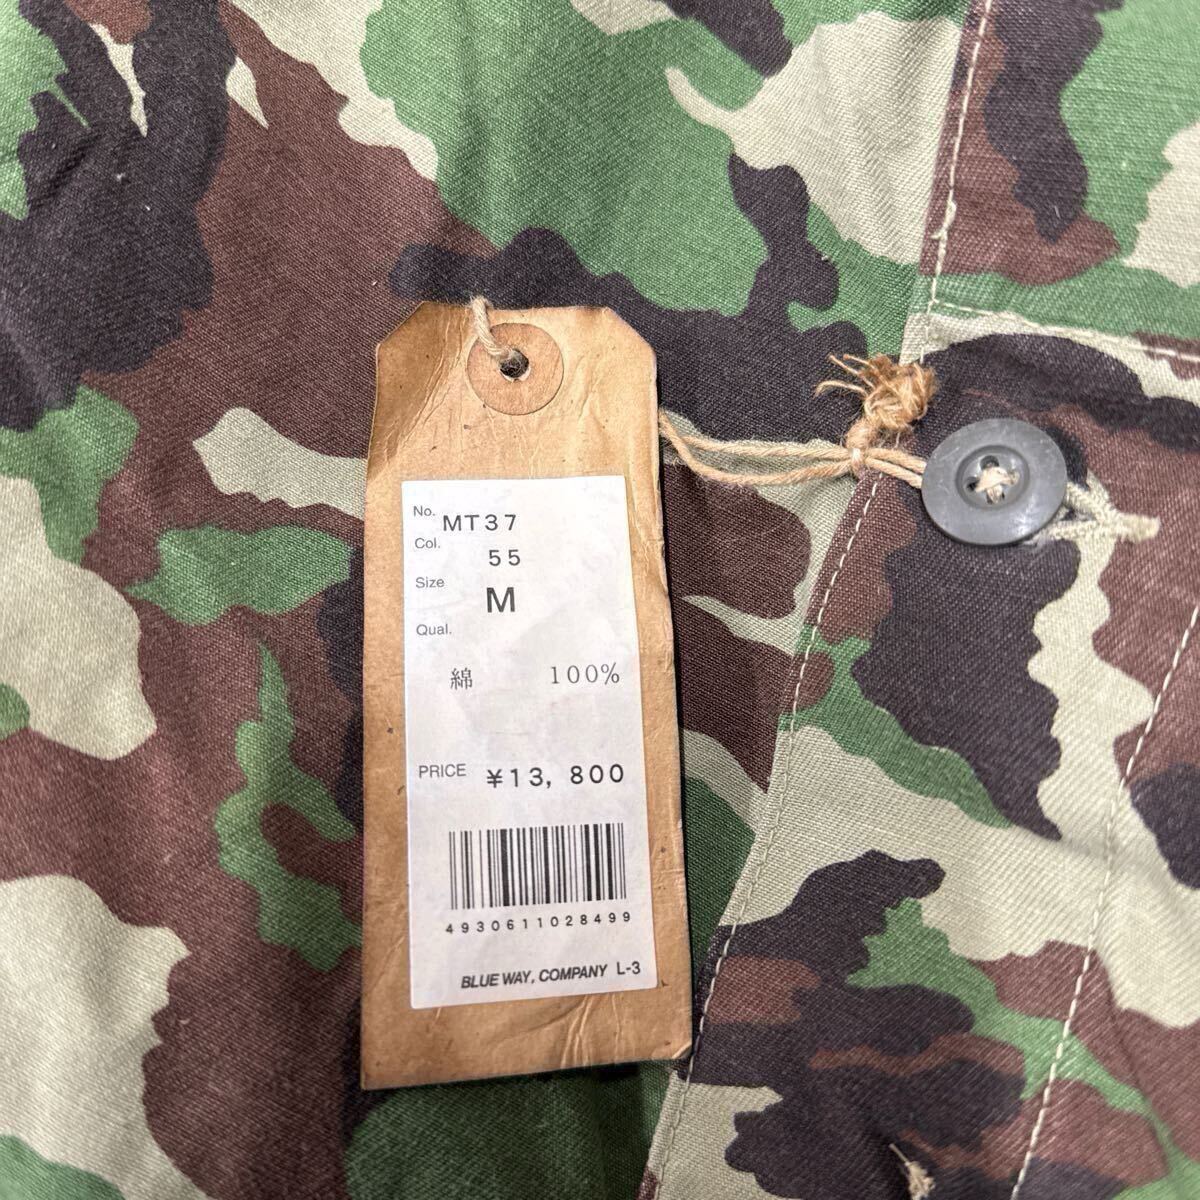 No. MT37
Col. 55
Size M
Qual.
綿 100%
PRICE ¥13, 800
4930611028499
BLUE WAY, COMPANY L-3